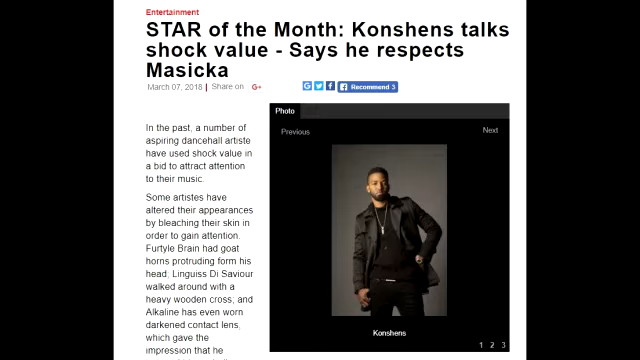 Entertainment
STAR of the Month: Konshens talks
shock value - Says he respects
Masicka
March 07, 2018 | Share on G+
G f Recommend 3
In the past, a number of
aspiring dancehall artiste
have used shock value in
a bid to attract attention
to their music.
Some artistes have
altered their appearances
by bleaching their skin in
order to gain attention.
Furtyle Brain had goat
horns protruding form his
head; Linguiss Di Saviour
walked around with a
heavy wooden cross; and
Alkaline has even worn
darkened contact lens,
which gave the
impression that he
Photo
Previous
Next
Konshens
1 2 3